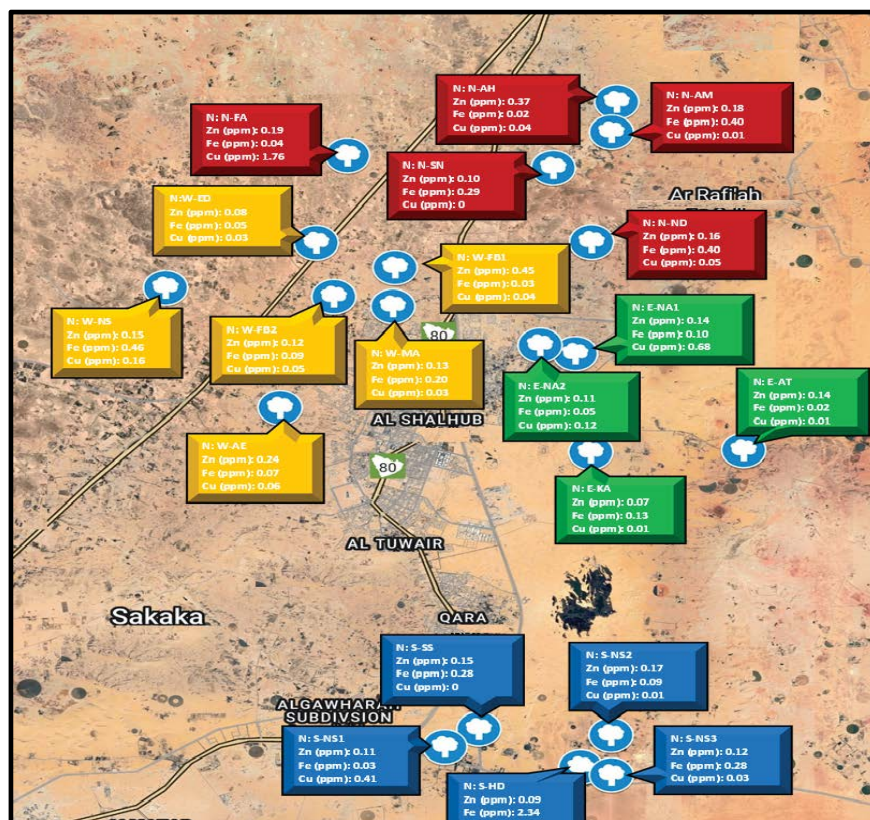 N: N-AH
Zn (ppm): 0.37
Fe (ppm): 0.02
Cu (ppm): 0.04
N: N-AM
Zn (ppm): 0.18
Fe (ppm): 0.40
Cu (ppm): 0.01
N: N-FA
Zn (ppm): 0.19
Fe (ppm): 0.04
Cu (ppm): 1.76
N: N-SN
Zn (ppm): 0.10
Fe (ppm): 0.29
Cu (ppm): 0
Ar Rafi'ah
N:W-ED
Zn (ppm): 0.08
Fe (ppm): 0.05
Cu (ppm): 0.03
N: N-ND
Zn (ppm): 0.16
Fe (ppm): 0.40
Cu (ppm): 0.05
N: W-FB1
Zn (ppm): 0.45
Fe (ppm): 0.03
Cu (ppm): 0.04
N: W-NS
Zn (ppm): 0.15
Fe (ppm): 0.46
Cu (ppm): 0.16
N: W-FB2
Zn (ppm): 0.12
Fe (ppm): 0.09
Cu (ppm): 0.05
80
N: W-MA
Zn (ppm): 0.13
Fe (ppm): 0.20
Cu (ppm): 0.03
N: E-NA1
Zn (ppm): 0.14
Fe (ppm): 0.10
Cu (ppm): 0.68
N: E-NA2
Zn (ppm): 0.11
Fe (ppm): 0.05
Cu (ppm): 0.12
N: E-AT
Zn (ppm): 0.14
Fe (ppm): 0.02
Cu (ppm): 0.01
AL SHALHUB
N: W-AE
Zn (ppm): 0.24
Fe (ppm): 0.07
Cu (ppm): 0.06
80
N: E-KA
Zn (ppm): 0.07
Fe (ppm): 0.13
Cu (ppm): 0.01
AL TUWAIR
Sakaka
QARA
N: S-SS
Zn (ppm): 0.15
Fe (ppm): 0.28
Cu (ppm): 0
N: S-NS2
Zn (ppm): 0.17
Fe (ppm): 0.09
Cu (ppm): 0.01
ALGAWHARAH
SUBDIVSION
N: S-NS1
Zn (ppm): 0.11
Fe (ppm): 0.03
Cu (ppm): 0.41
N: S-NS3
Zn (ppm): 0.12
Fe (ppm): 0.28
Cu (ppm): 0.03
N: S-HD
Zn (ppm): 0.09
Fe (ppm): 2.34